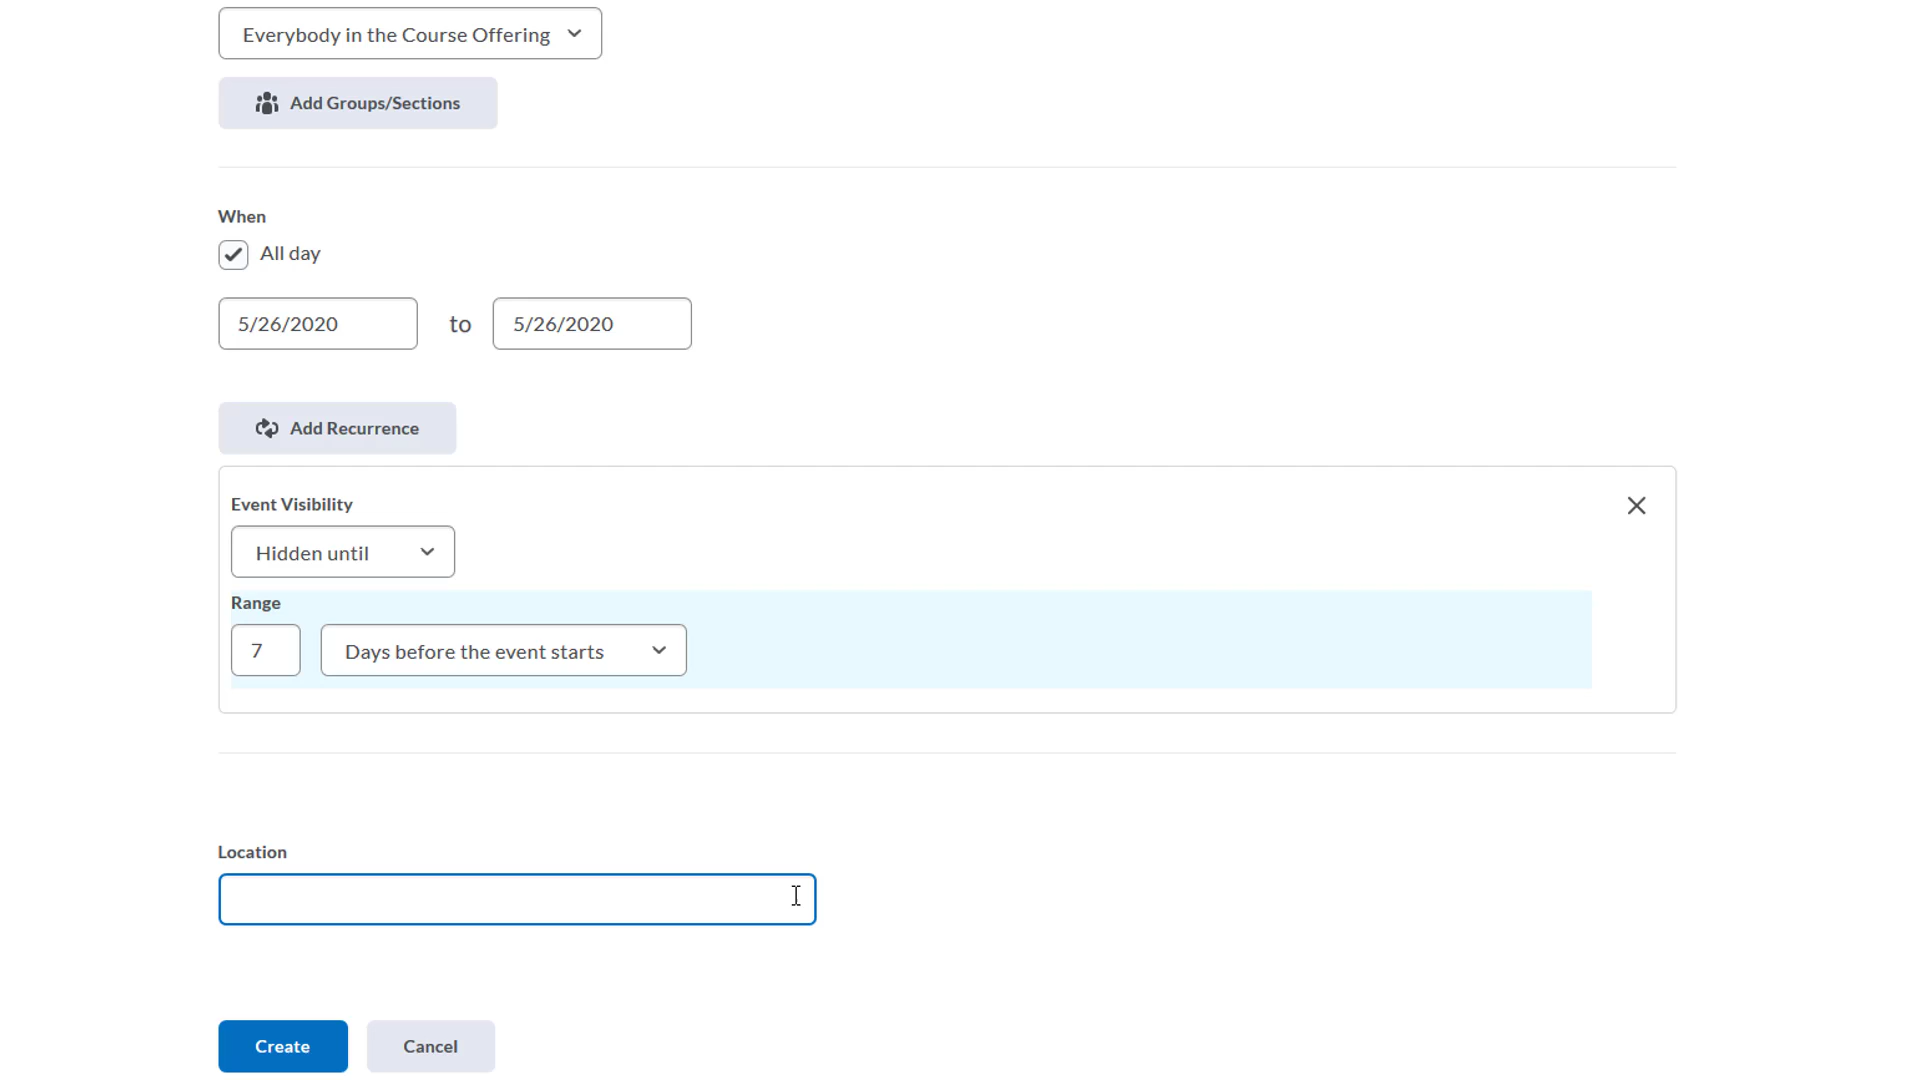 Everybody in the Course Offering
Add Groups/Sections
When
All day
5/26/2020 to 5/26/2020
Add Recurrence
Event Visibility
Hidden until
Range
7 Days before the event starts
Location
Create Cancel